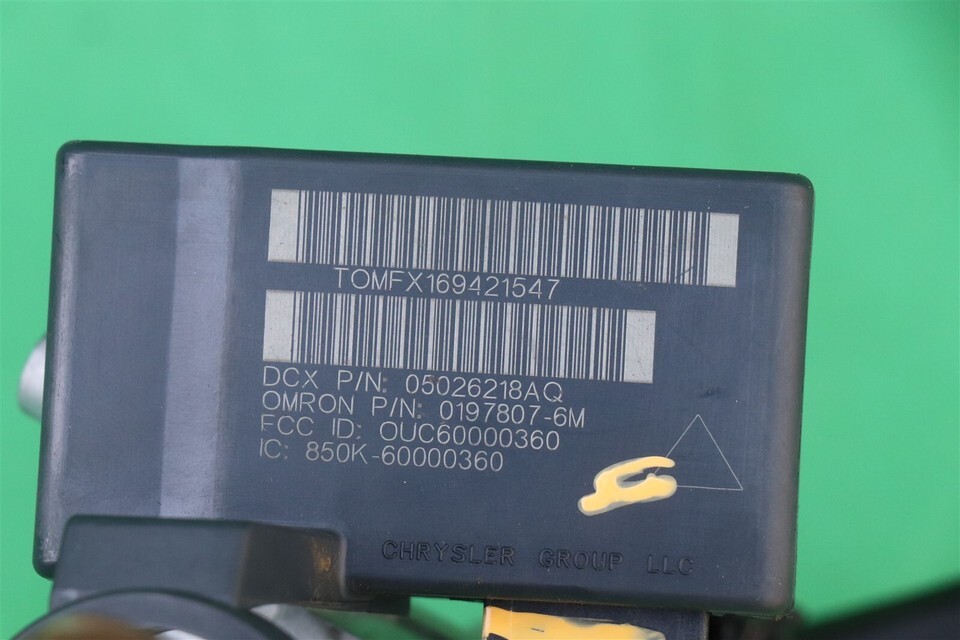 TOMFX169421547
DCX P/N: 05026218AQ
OMRON P/N: 0197807-6M
FCC ID: OUC60000360
IC: 850K-60000360
CHRYSLER GROUP LLC